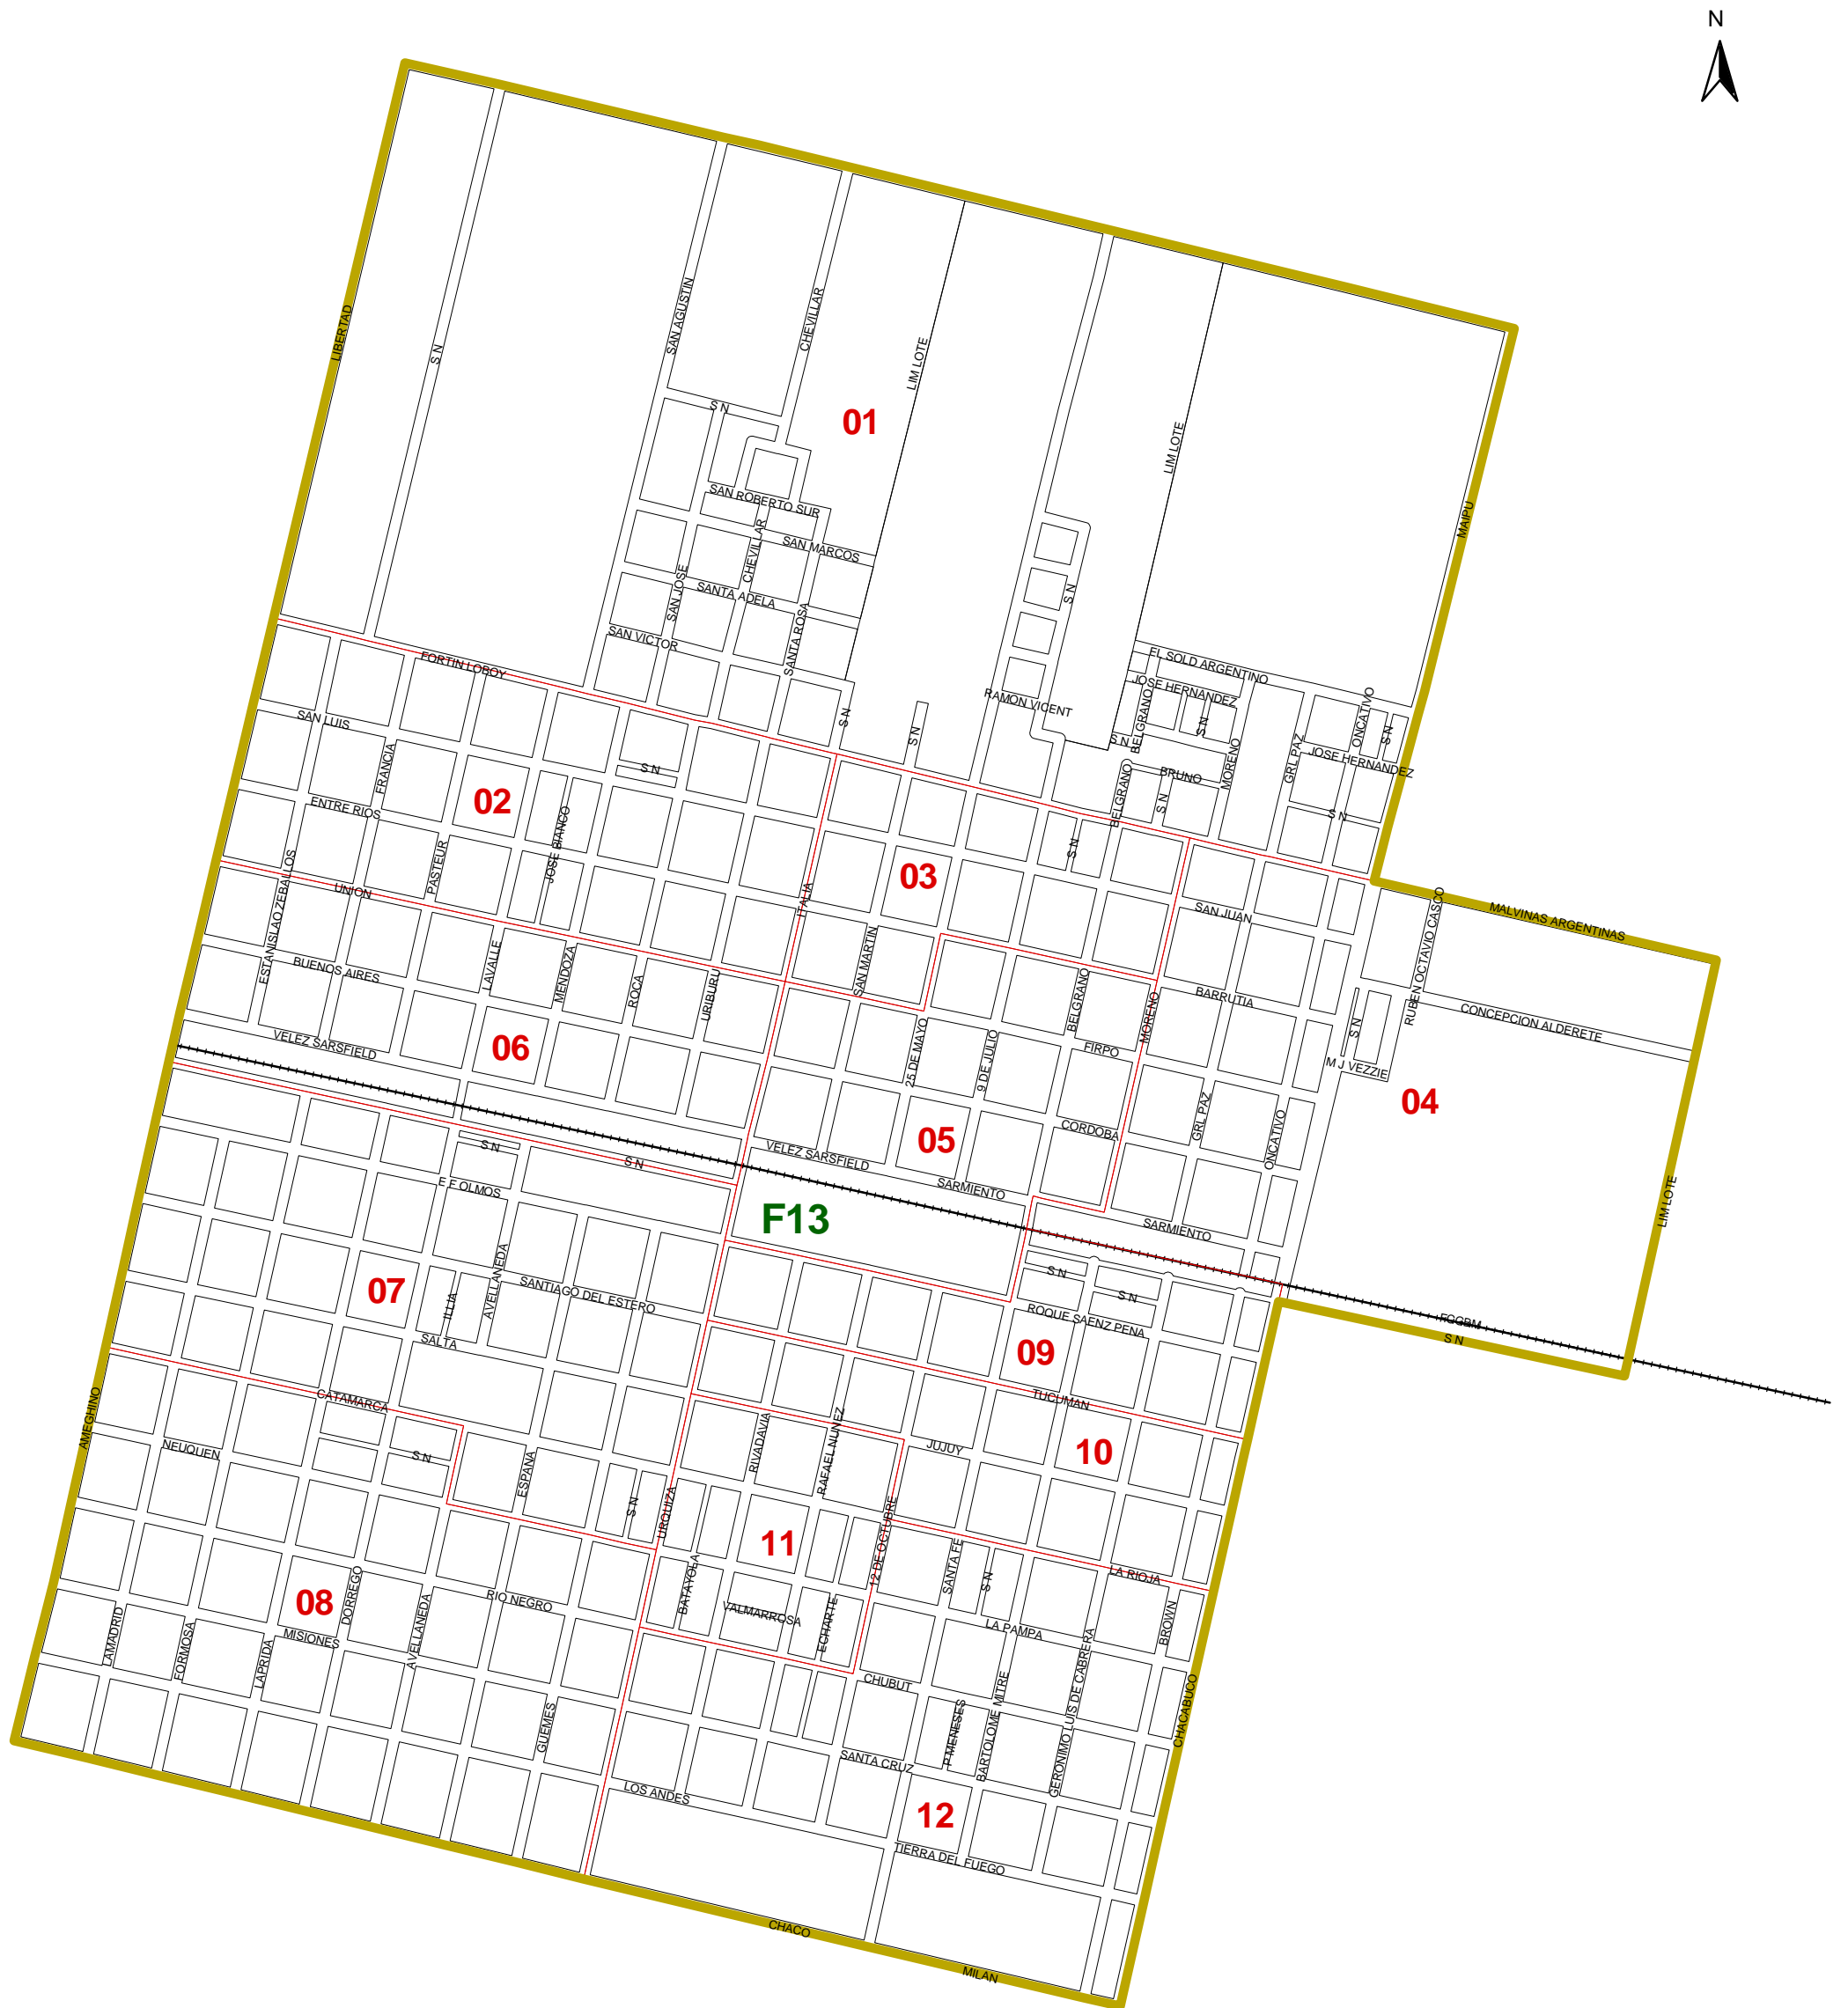 N
LIBERTAD
S N
SAN AGUSTIN
CHEVILLAR
LIM LOTE
01
LIM LOTE
MAIPU
S N
SAN ROBERTO SUR
CHEVILLAR
SAN MARCOS
SAN JOSE
SANTA ADELA
SANTA ROSA
SAN VICTOR
S N
FORTIN LOBOY
RAMON VICENT
EL SOLD ARGENTINO
JOSE HERNANDEZ
BELGRANO
S N
S N
S N
S N
MORENO
GRL PAZ
ONCATIVO
S N
JOSE HERNANDEZ
BRUNO
BELGRANO
S N
S N
SAN LUIS
FRANCIA
S N
02
ENTRE RIOS
JOSE BIANCO
PASTEUR
S N
03
ITALIA
ESTANISLAO ZEBALLOS
UNION
SAN JUAN
RUBEN OCTAVIO CASCO
MALVINAS ARGENTINAS
BUENOS AIRES
LAVALLE
MENDOZA
ROCA
URIBURU
SAN MARTIN
BELGRANO
MORENO
BARRUTIA
CONCEPCION ALDERETE
S N
VELEZ SARSFIELD
06
25 DE MAYO
9 DE JULIO
FIRPO
M J VEZZIE
04
GRL PAZ
ONCATIVO
CORDOBA
05
S N
S N
VELEZ SARSFIELD
E F OLMOS
SARMIENTO
LIM LOTE
F13
SARMIENTO
AVELLANEDA
07
ILLIA
SANTIAGO DEL ESTERO
S N
S N
ROQUE SAENZ PENA
FCGBM
S N
SALTA
09
AMEGHINO
CATAMARCA
TUCUMAN
NEUQUEN
S N
ESPANA
RIVADAVIA
RAFAEL NUNEZ
JUJUY
10
S N
URQUIZA
11
12 DE OCTUBRE
SANTA FE
S N
LA RIOJA
08
DORREGO
AVELLANEDA
RIO NEGRO
BATAYOLA
VALMARROSA
ECHARTE
LA PAMPA
BROWN
LAMADRID
FORMOSA
LAPRIDA
MISIONES
CHUBUT
GERONIMO LUIS DE CABRERA
BARTOLOME MITRE
P MENESES
CHACABUCO
GUEMES
SANTA CRUZ
LOS ANDES
12
TIERRA DEL FUEGO
CHACO
MILAN